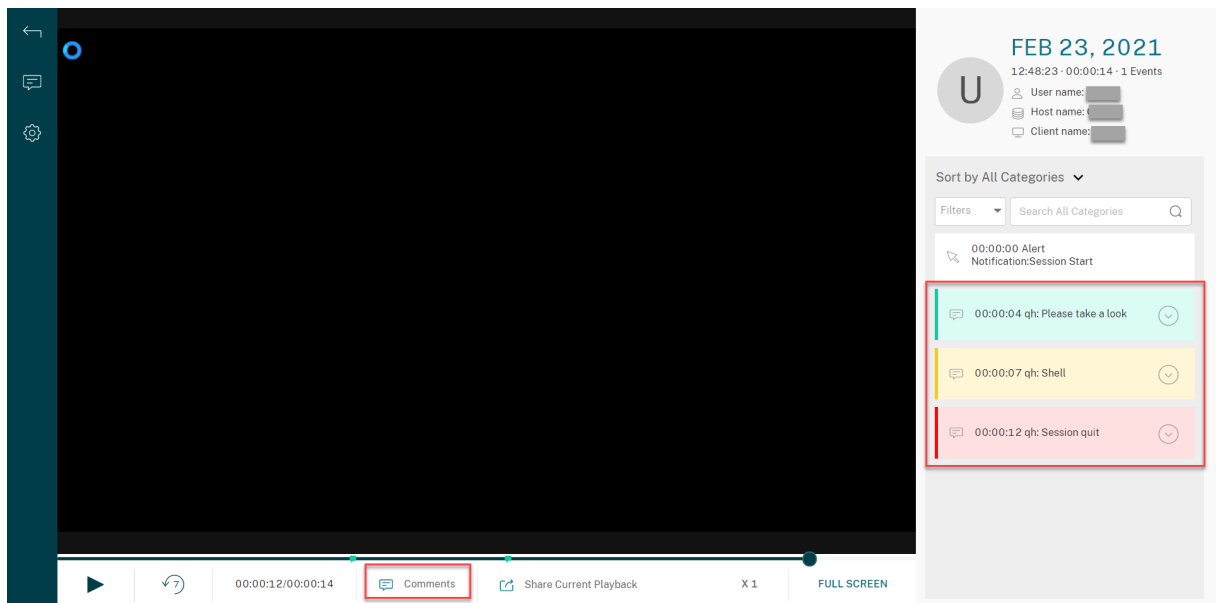 FEB 23, 2021
12:48:23 · 00:00:14 · 1 Events
U
User name:
Host name:
Client name:
Sort by All Categories
Filters
Search All Categories
00:00:00 Alert
Notification:Session Start
00:00:04 qh: Please take a look
00:00:07 qh: Shell
00:00:12 qh: Session quit
7
00:00:12/00:00:14
Comments
Share Current Playback
X 1
FULL SCREEN